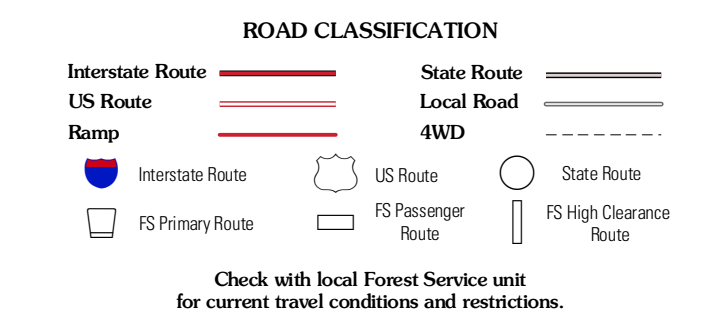 ROAD CLASSIFICATION
Interstate Route
State Route
US Route
Local Road
Ramp
4WD
Interstate Route
US Route
State Route
FS Primary Route
FS Passenger
Route
FS High Clearance
Route
Check with local Forest Service unit
for current travel conditions and restrictions.